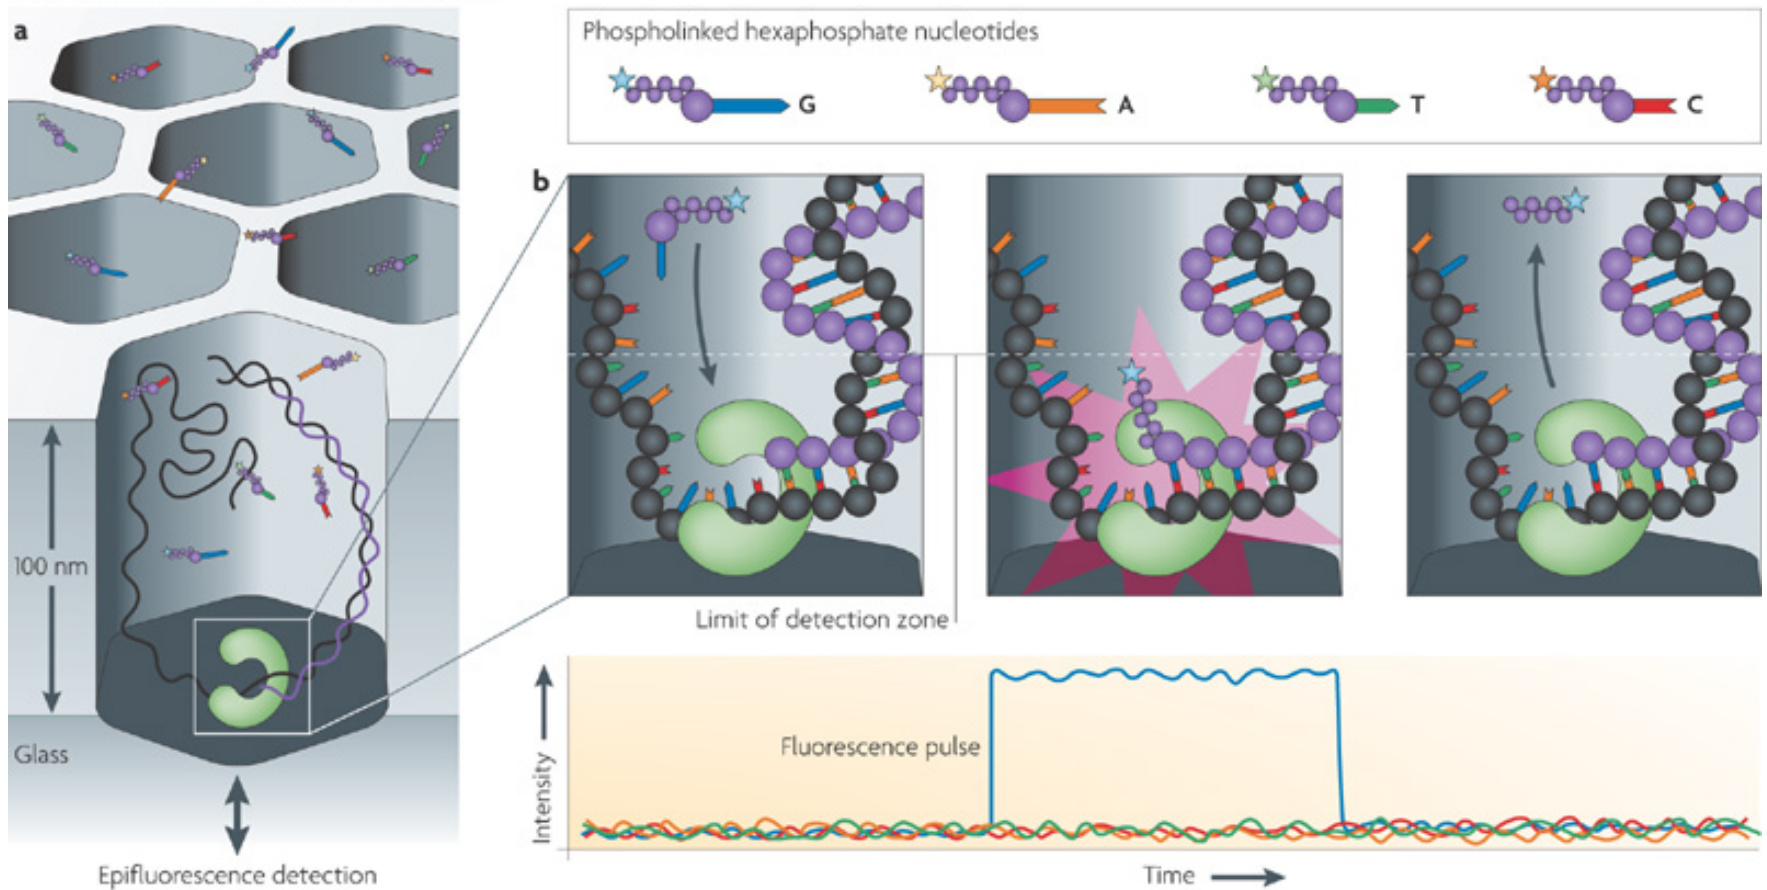 a
Phospholinked hexaphosphate nucleotides
G
A
T
C
b
100 nm
Glass
Epifluorescence detection
Limit of detection zone
Intensity
Fluorescence pulse
Time